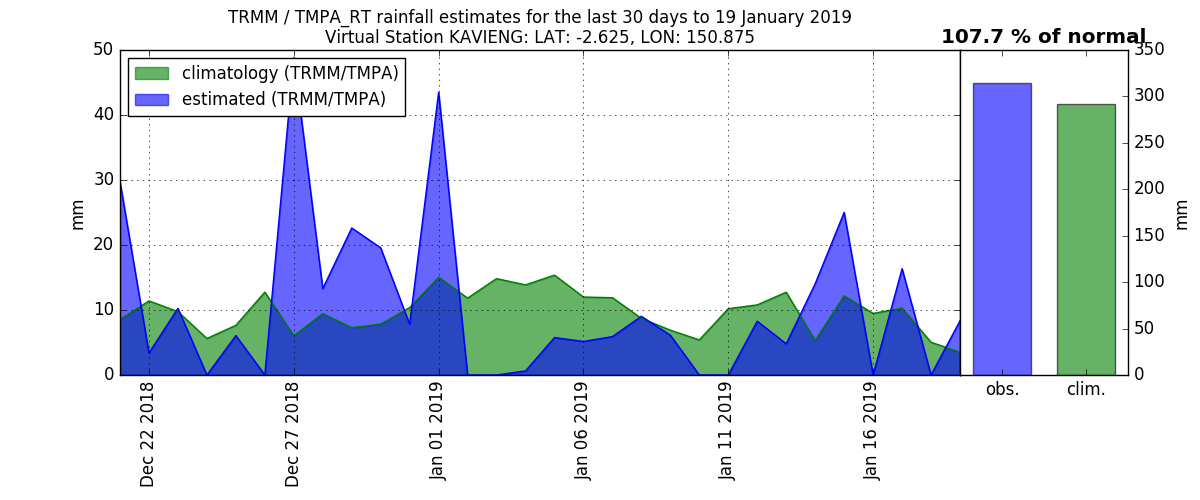 TRMM / TMPA_RT rainfall estimates for the last 30 days to 19 January 2019
Virtual Station KAVIENG: LAT: -2.625, LON: 150.875
107.7 % of normal
climatology (TRMM/TMPA)
estimated (TRMM/TMPA)
50
40
30
20
10
0
mm
Dec 22 2018
Dec 27 2018
Jan 01 2019
Jan 06 2019
Jan 11 2019
Jan 16 2019
350
300
250
200
150
100
50
0
mm
obs.
clim.